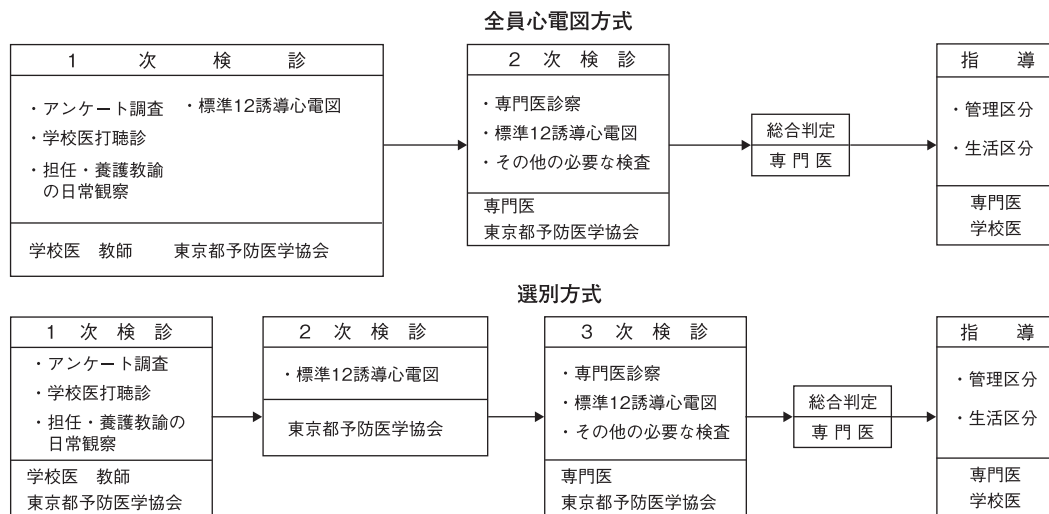 全員心電図方式
1 次 検 診
・アンケート調査 ・標準12誘導心電図
・学校医打聴診
・担任・養護教諭
の日常観察
学校医 教師 東京都予防医学協会
2 次 検 診
・専門医診察
・標準12誘導心電図
・その他の必要な検査
専門医
東京都予防医学協会
総合判定
専 門 医
指 導
・管理区分
・生活区分
専門医
学校医
選別方式
1 次 検 診
・アンケート調査
・学校医打聴診
・担任・養護教諭の
日常観察
学校医 教師
東京都予防医学協会
2 次 検 診
・標準12誘導心電図
東京都予防医学協会
3 次 検 診
・専門医診察
・標準12誘導心電図
・その他の必要な検査
専門医
東京都予防医学協会
総合判定
専 門 医
指 導
・管理区分
・生活区分
専門医
学校医